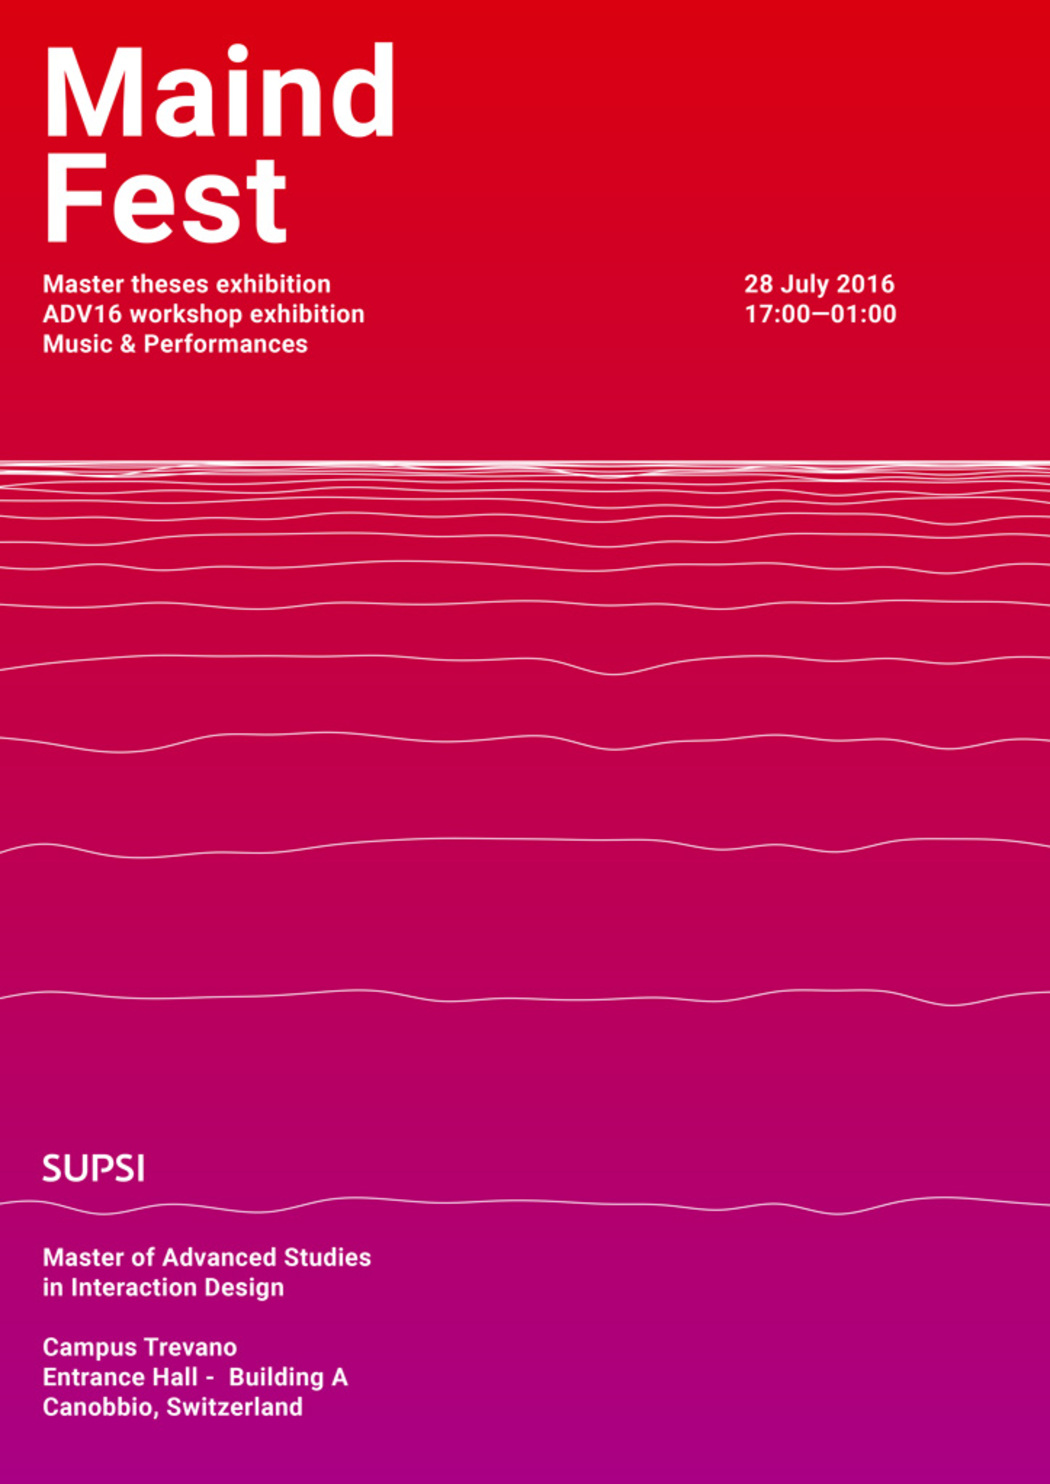 Maind
Fest
Master theses exhibition
ADV16 workshop exhibition
Music & Performances
28 July 2016
17:00—01:00
SUPSI
Master of Advanced Studies
in Interaction Design
Campus Trevano
Entrance Hall -  Building A
Canobbio, Switzerland